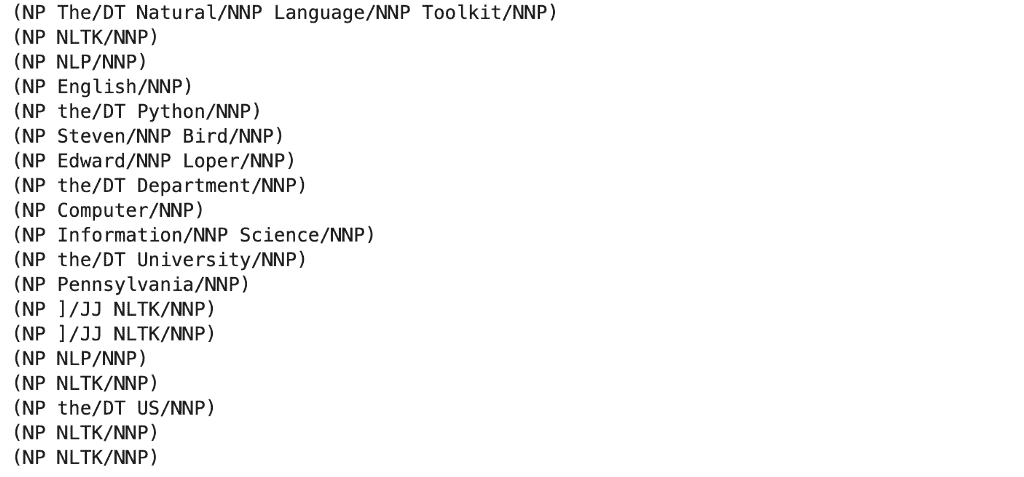 (NP The/DT Natural/NNP Language/NNP Toolkit/NNP)
(NP NLTK/NNP)
(NP NLP/NNP)
(NP English/NNP)
(NP the/DT Python/NNP)
(NP Steven/NNP Bird/NNP)
(NP Edward/NNP Loper/NNP)
(NP the/DT Department/NNP)
(NP Computer/NNP)
(NP Information/NNP Science/NNP)
(NP the/DT University/NNP)
(NP Pennsylvania/NNP)
(NP ]/JJ NLTK/NNP)
(NP ]/JJ NLTK/NNP)
(NP NLP/NNP)
(NP NLTK/NNP)
(NP the/DT US/NNP)
(NP NLTK/NNP)
(NP NLTK/NNP)